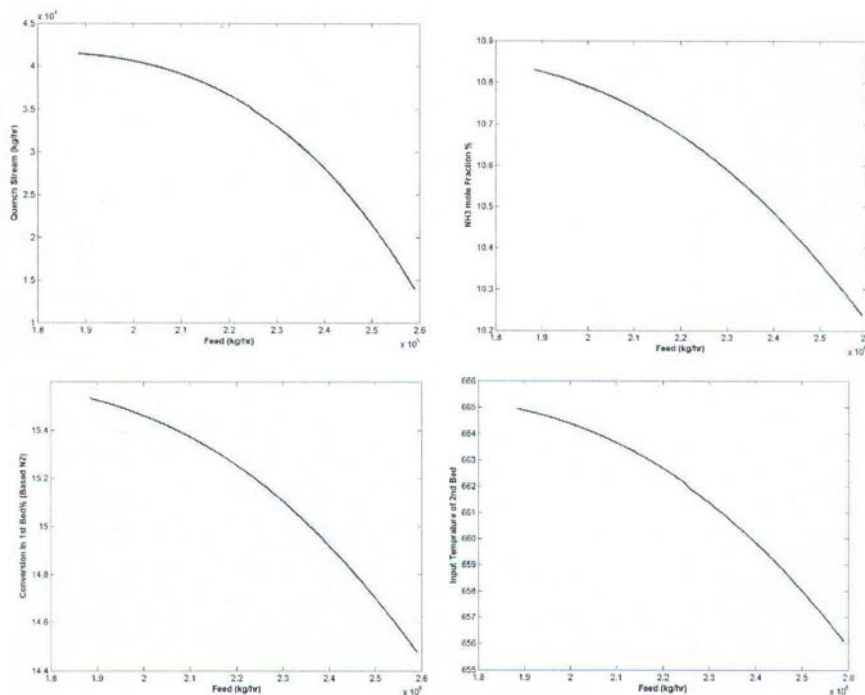 x 10⁴
4.5
4
3.5
3
2.5
2
1.5
1
Quench Stream (kg/hr)
1.8 1.9 2 2.1 2.2 2.3 2.4 2.5 2.6
Feed (kg/hr)
10.9
10.8
10.7
10.6
10.5
10.4
10.3
10.2
NH3 mole Fraction %
1.8 1.9 2 2.1 2.2 2.3 2.4 2.5
Feed (kg/hr)
15.4
15.2
15
14.8
14.6
14.4
Conversion In 1st Bed% (Based N2)
1.8 1.9 2 2.1 2.2 2.3 2.4 2.5 2.6
Feed (kg/hr)
666
665
664
663
662
661
660
659
658
657
656
655
Input Temprature of 2nd Bed
1.8 1.9 2 2.1 2.2 2.3 2.4 2.5 2.6
Feed (kg/hr)